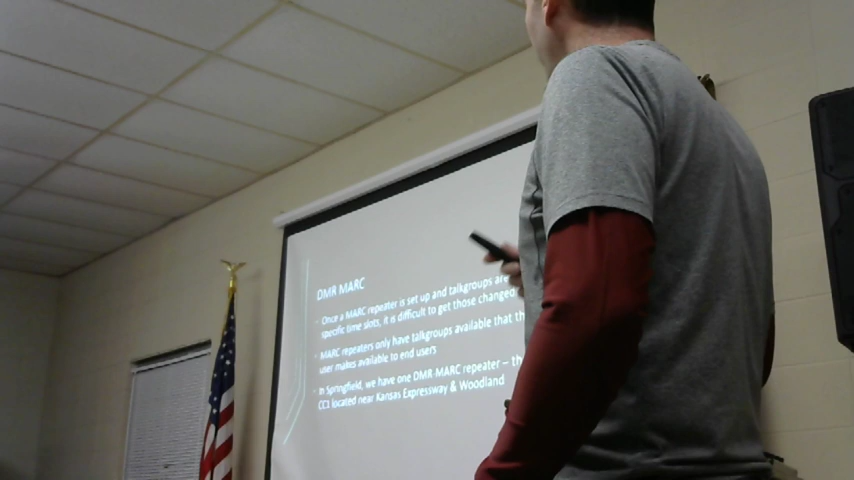 DMR MARC
Once a MARC repeater is set up and talkgroups are
specific time slots, it is difficult to get those changed
MARC repeaters only have talkgroups available that th
user makes available to end users
In Springfield, we have one DMR-MARC repeater – th
CC1 located near Kansas Expressway & Woodland